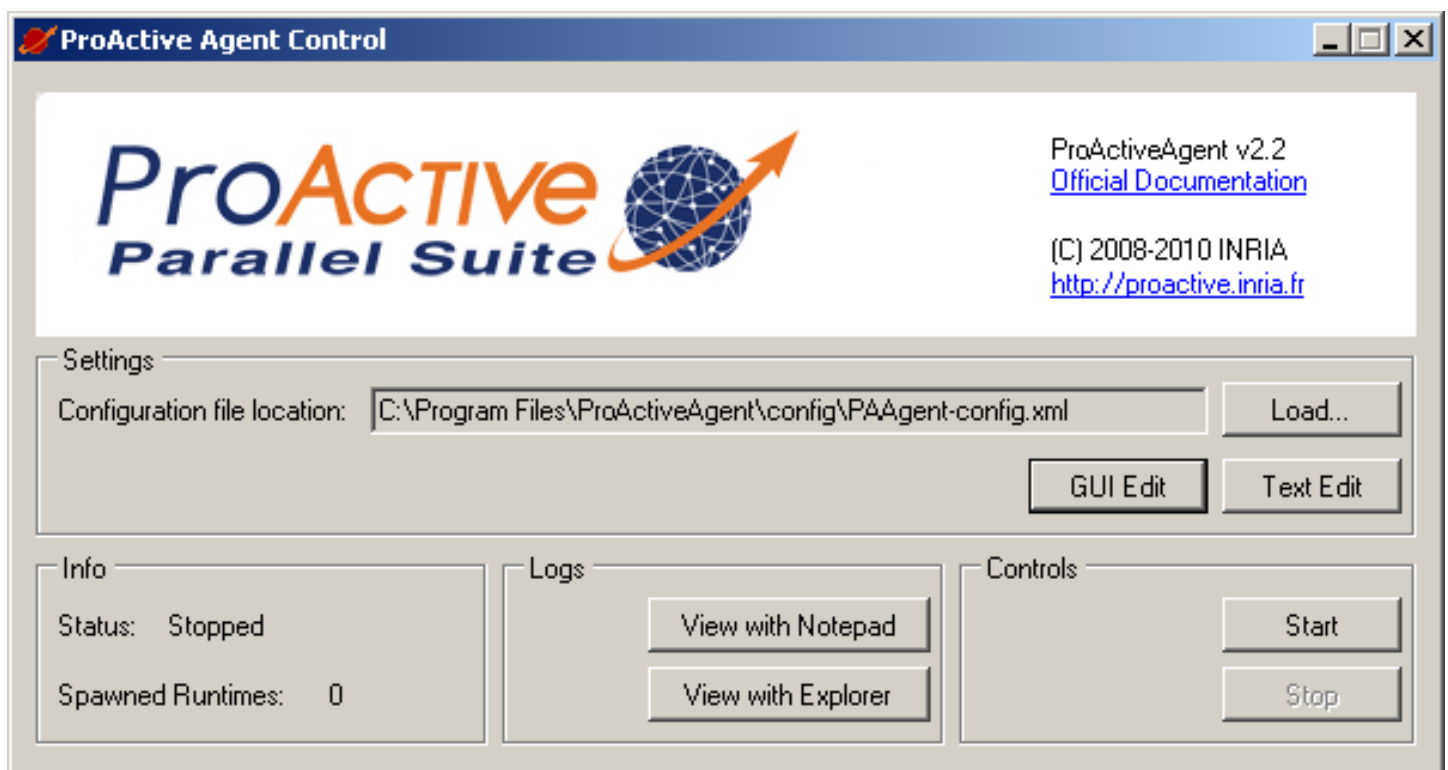 ProActive Agent Control
ProActive
Parallel Suite
ProActiveAgent v2.2
Official Documentation
(C) 2008-2010 INRIA
http://proactive.inria.fr
Settings
Configuration file location: C:\Program Files\ProActiveAgent\config\PAAgent-config.xml Load...
GUI Edit Text Edit
Info
Status: Stopped
Spawned Runtimes: 0
Logs
View with Notepad
View with Explorer
Controls
Start
Stop